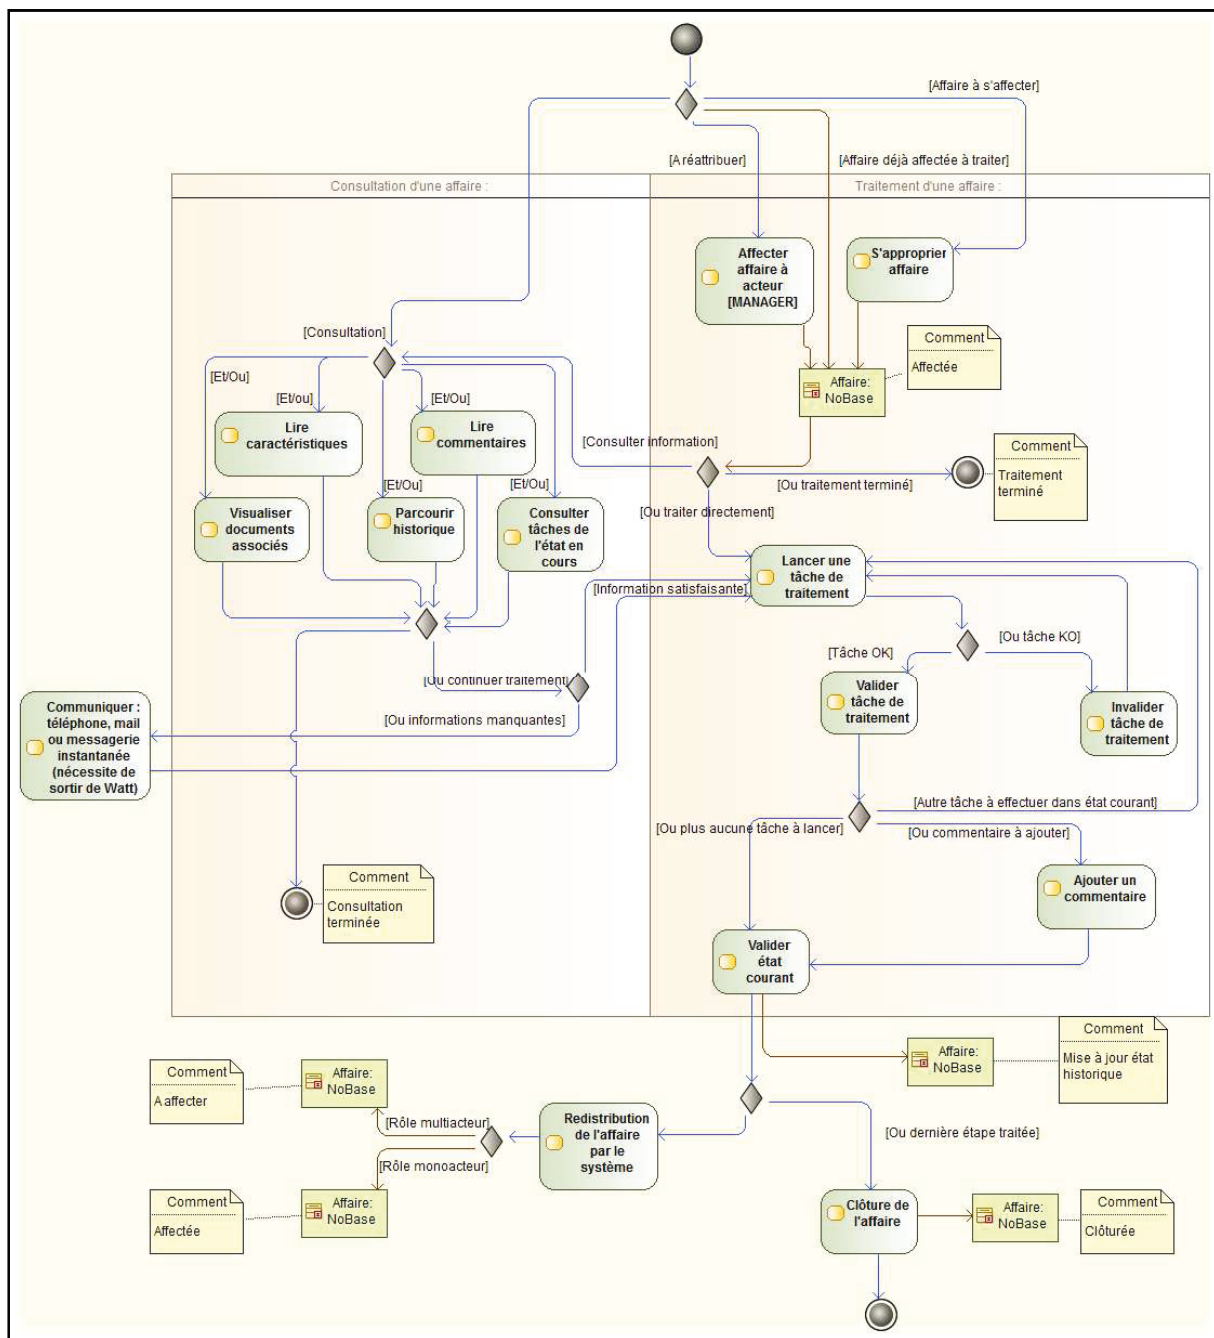 [Affaire à s'affecter]
[A réattribuer]
[Affaire déjà affectée à traiter]
Consultation d'une affaire :
Traitement d'une affaire :
Affecter
affaire à
acteur
[MANAGER]
S'approprier
affaire
[Consultation]
Comment
Affectée
Affaire:
NoBase
[Et/Ou]
[Et/ou]
[Et/Ou]
Lire
caractéristiques
Lire
commentaires
[Consulter information]
Comment
Traitement
terminé
[Et/Ou]
[Et/Ou]
[Ou traitement terminé]
[Ou traiter directement]
Visualiser
documents
associés
Parcourir
historique
Consulter
tâches de
l'état en
cours
Lancer une
tâche de
traitement
[Information satisfaisante]
[Ou tâche KO]
[Tâche OK]
[Ou continuer traitement]
Valider
tâche de
traitement
Invalider
tâche de
traitement
Communiquer :
téléphone, mail
ou messagerie
instantanée
(nécessite de
sortir de Watt)
[Ou informations manquantes]
[Autre tâche à effectuer dans état courant]
[Ou plus aucune tâche à lancer]
[Ou commentaire à ajouter]
Comment
Consultation
terminée
Ajouter un
commentaire
Valider
état
courant
Comment
Mise à jour état
historique
Affaire:
NoBase
Comment
A affecter
Affaire:
NoBase
[Rôle multiacteur]
Redistribution
de l'affaire
par le
système
[Ou dernière étape traitée]
[Rôle monoacteur]
Comment
Affectée
Affaire:
NoBase
Clôture de
l'affaire
Affaire:
NoBase
Comment
Clôturée